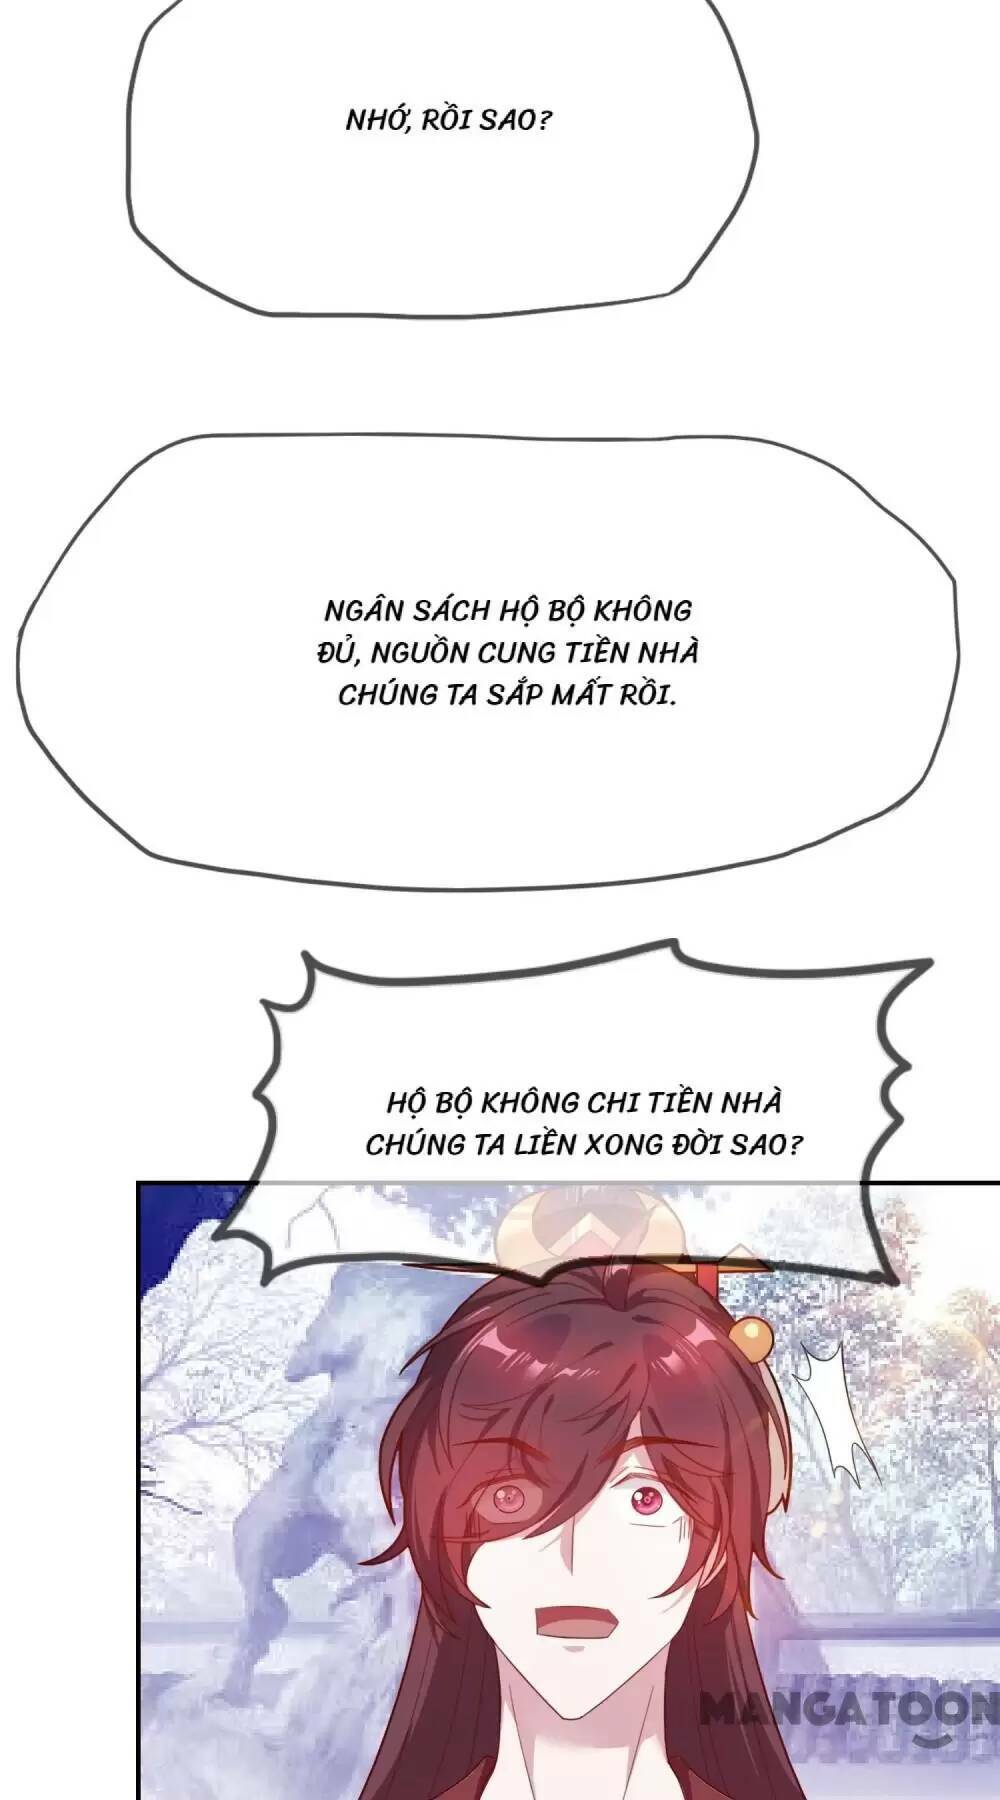 NHỚ, RỒI SAO?
NGÂN SÁCH HỘ BỘ KHÔNG
ĐỦ, NGUỒN CUNG TIỀN NHÀ
CHÚNG TA SẮP MẤT RỒI.
HỘ BỘ KHÔNG CHI TIỀN NHÀ
CHÚNG TA LIỀN XONG ĐỜI SAO?
MANGATOON